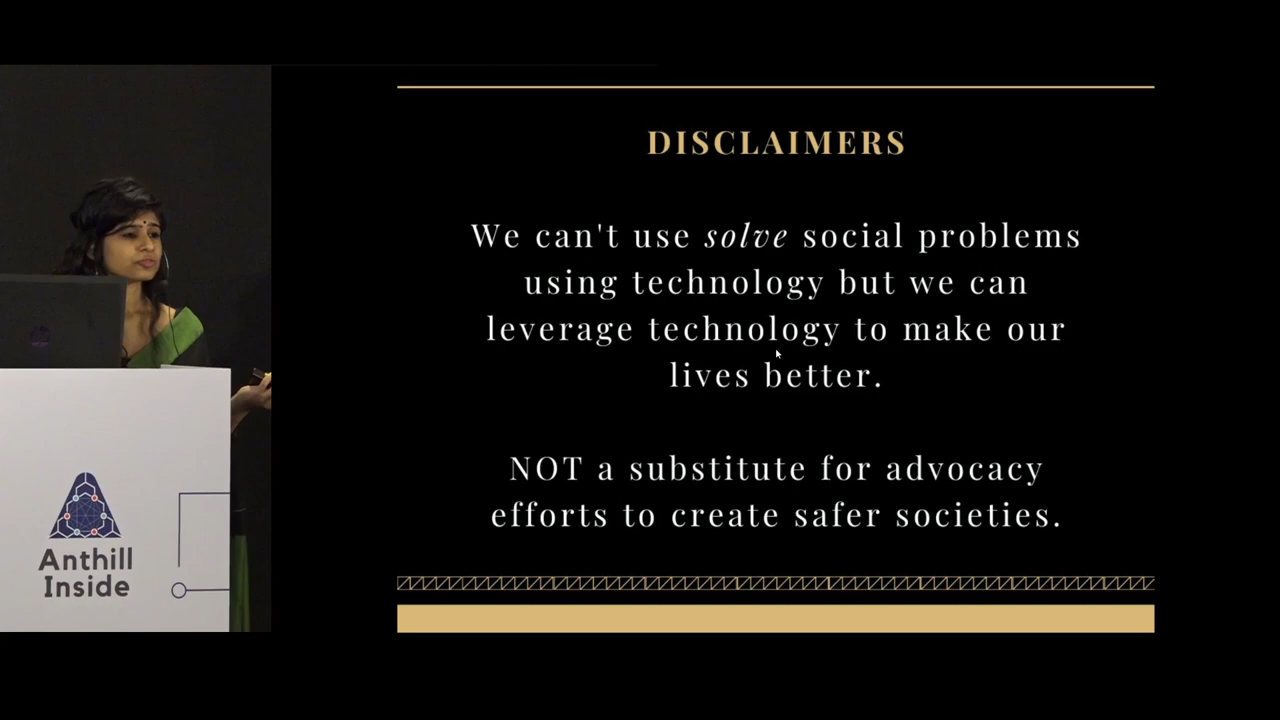 DISCLAIMERS
We can't use solve social problems
using technology but we can
leverage technology to make our
lives better.
NOT a substitute for advocacy
efforts to create safer societies.
Anthill
Inside